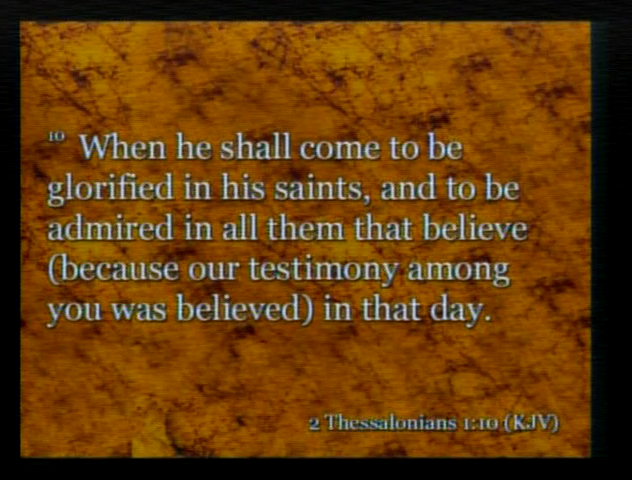 10 When he shall come to be
glorified in his saints, and to be
admired in all them that believe
(because our testimony among
you was believed) in that day.
2 Thessalonians 1:10 (KJV)